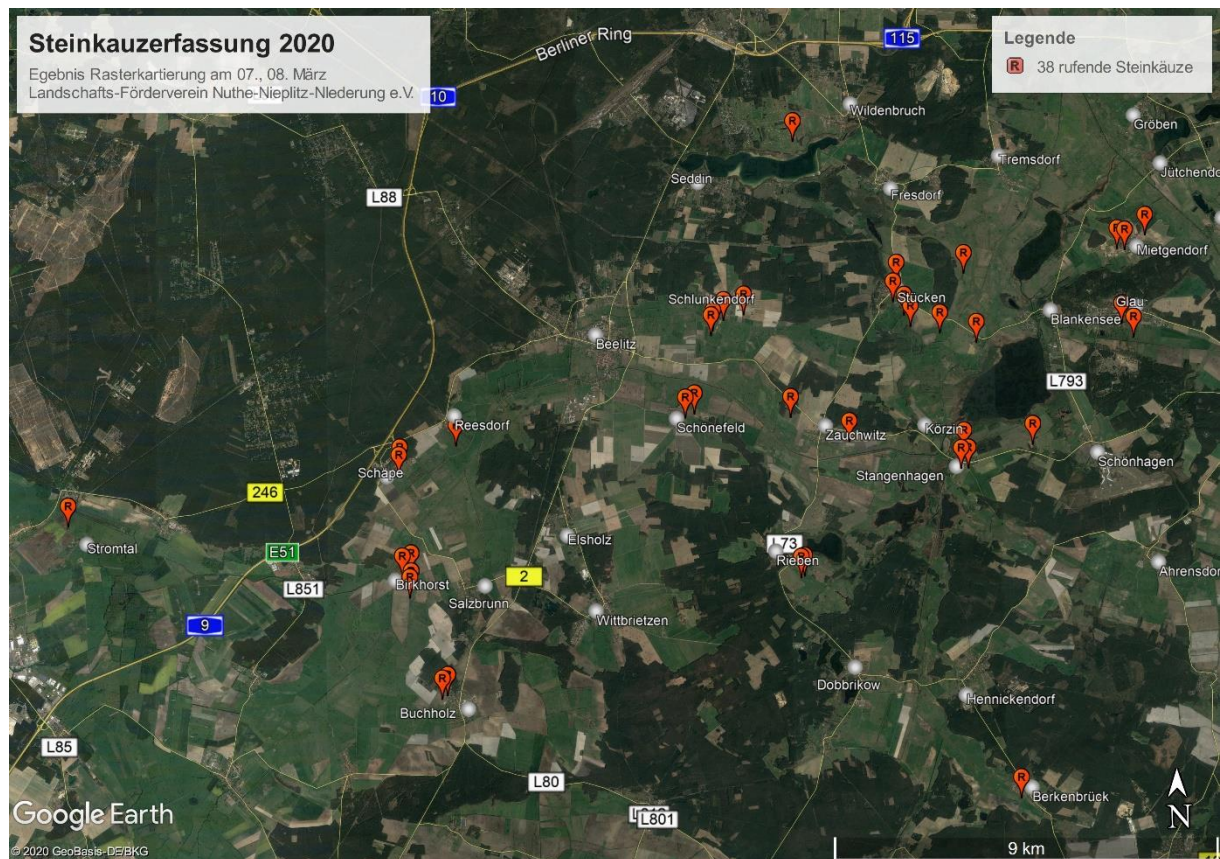 Steinkauzerfassung 2020
Egebnis Rasterkartierung am 07., 08. März
Landschafts-Förderverein Nuthe-Nieplitz-NIederung e.V.
Legende
R 38 rufende Steinkäuze
Berliner Ring
115
10
Wildenbruch
Gröben
R
Tremsdorf
Jütchendo
Seddin
Fresdorf
L88
R
R R
Mietgendorf
R
R
R
Schlunkendorf
R
R
R
Stücken
R
R
R
Glau
Blankensee
R
Beelitz
L793
R R
R
Reesdorf
Schönefeld
Zauchwitz
R
Körzin
R
R
R
Schäpe
Stangenhagen
R R
Schönhagen
246
R
Stromtal
E51
Elsholz
L73
Rieben
R
R R
R
Birkhorst
L851
Salzbrunn
2
Ahrensdor
9
Wittbrietzen
R
Buchholz
Dobbrikow
Hennickendorf
L85
L80
R
Berkenbrück
L801
Google Earth
N
© 2020 GeoBasis-DE/BKG
9 km